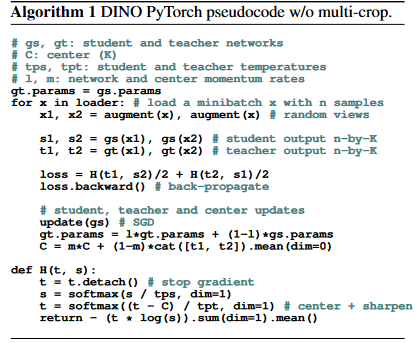 Algorithm 1 DINO PyTorch pseudocode w/o multi-crop.
# gs, gt: student and teacher networks
# C: center (K)
# tps, tpt: student and teacher temperatures
# l, m: network and center momentum rates
gt.params = gs.params
for x in loader: # load a minibatch x with n samples
    x1, x2 = augment(x), augment(x) # random views
    s1, s2 = gs(x1), gs(x2) # student output n-by-K
    t1, t2 = gt(x1), gt(x2) # teacher output n-by-K
    loss = H(t1, s2)/2 + H(t2, s1)/2
    loss.backward() # back-propagate
    # student, teacher and center updates
    update(gs) # SGD
    gt.params = l*gt.params + (1-l)*gs.params
    C = m*C + (1-m)*cat([t1, t2]).mean(dim=0)
def H(t, s):
    t = t.detach() # stop gradient
    s = softmax(s / tps, dim=1)
    t = softmax((t - C) / tpt, dim=1) # center + sharpen
    return - (t * log(s)).sum(dim=1).mean()